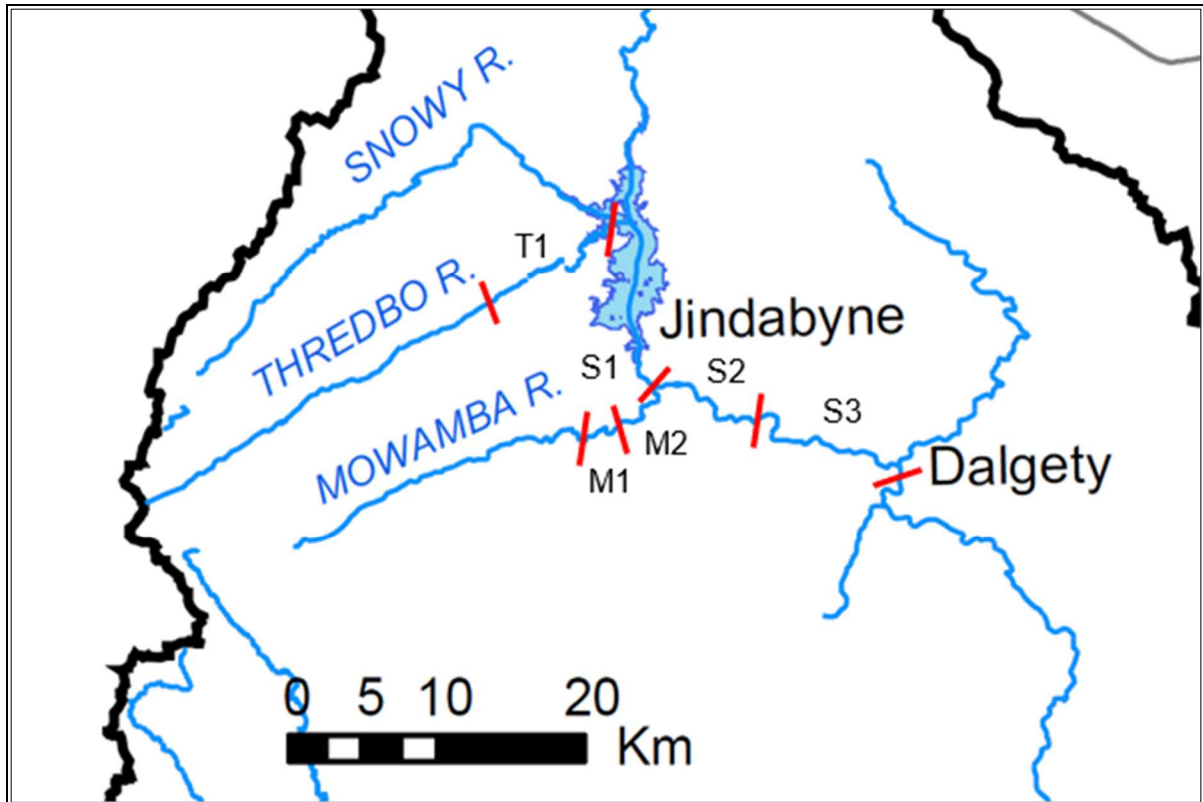 SNOWY R.
T1
THREDBO R.
Jindabyne
S1
S2
MOWAMBA R.
S3
M2
Dalgety
M1
0 5 10 20
Km